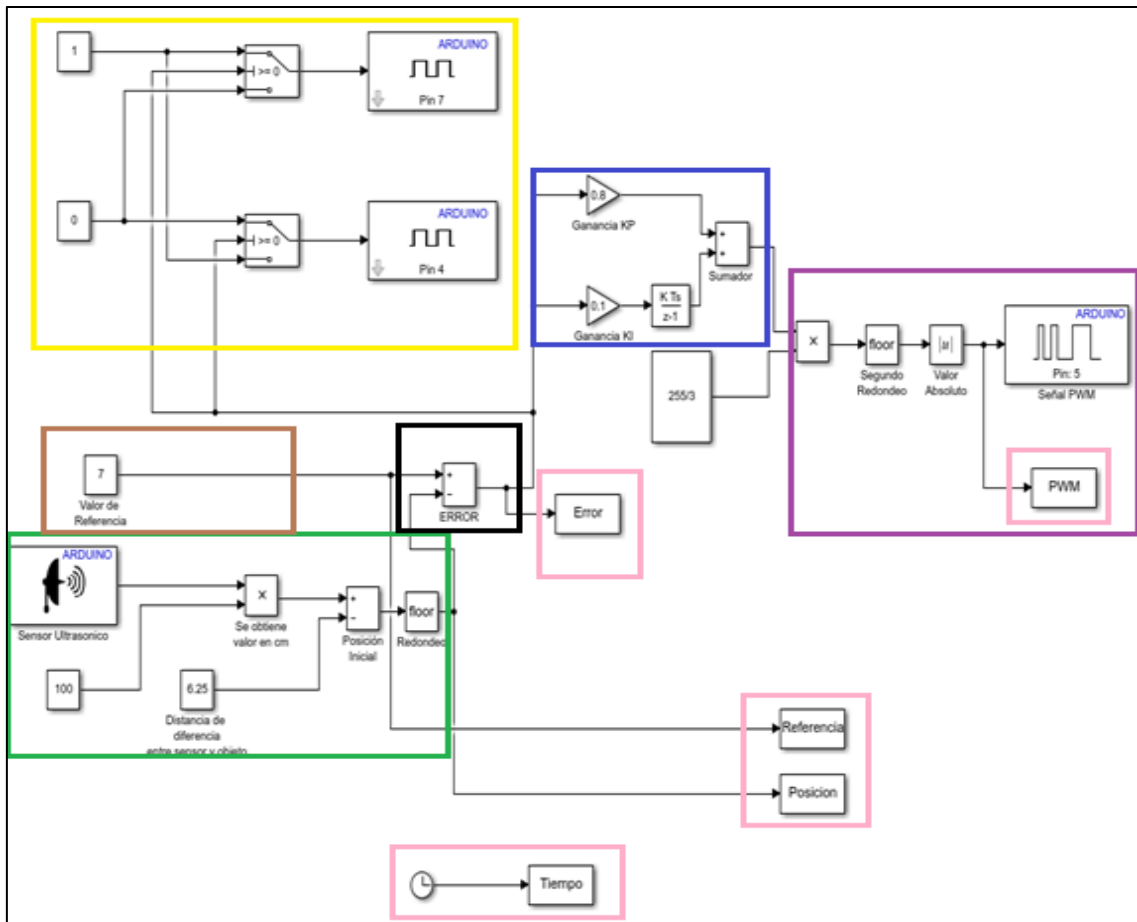 1
>= 0
ARDUINO
Pin 7
0
>= 0
ARDUINO
Pin 4
0.8
Ganancia KP
+
+
Sumador
0.1
Ganancia KI
K Ts
z-1
255/3
×
floor
Segundo
Redondeo
|u|
Valor
Absoluto
ARDUINO
Pin: 5
Señal PWM
PWM
7
Valor de
Referencia
+
−
ERROR
Error
ARDUINO
Sensor Ultrasonico
×
Se obtiene
valor en cm
+
−
Posición
Inicial
floor
Redondeo
100
6.25
Distancia de
diferencia
entre sensor y objeto
Referencia
Posicion
Tiempo